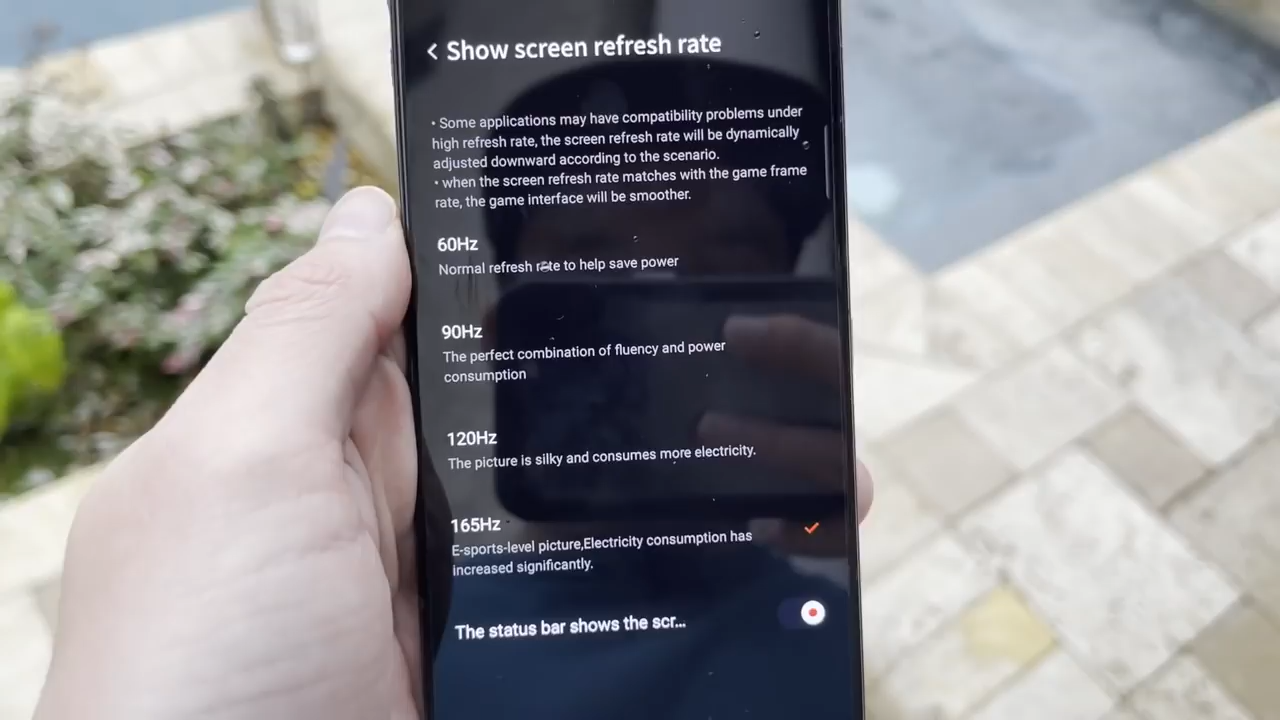 < Show screen refresh rate
• Some applications may have compatibility problems under
high refresh rate, the screen refresh rate will be dynamically
adjusted downward according to the scenario.
• when the screen refresh rate matches with the game frame
rate, the game interface will be smoother.
60Hz
Normal refresh rate to help save power
90Hz
The perfect combination of fluency and power
consumption
120Hz
The picture is silky and consumes more electricity.
165Hz
E-sports-level picture,Electricity consumption has
increased significantly.
The status bar shows the scr...